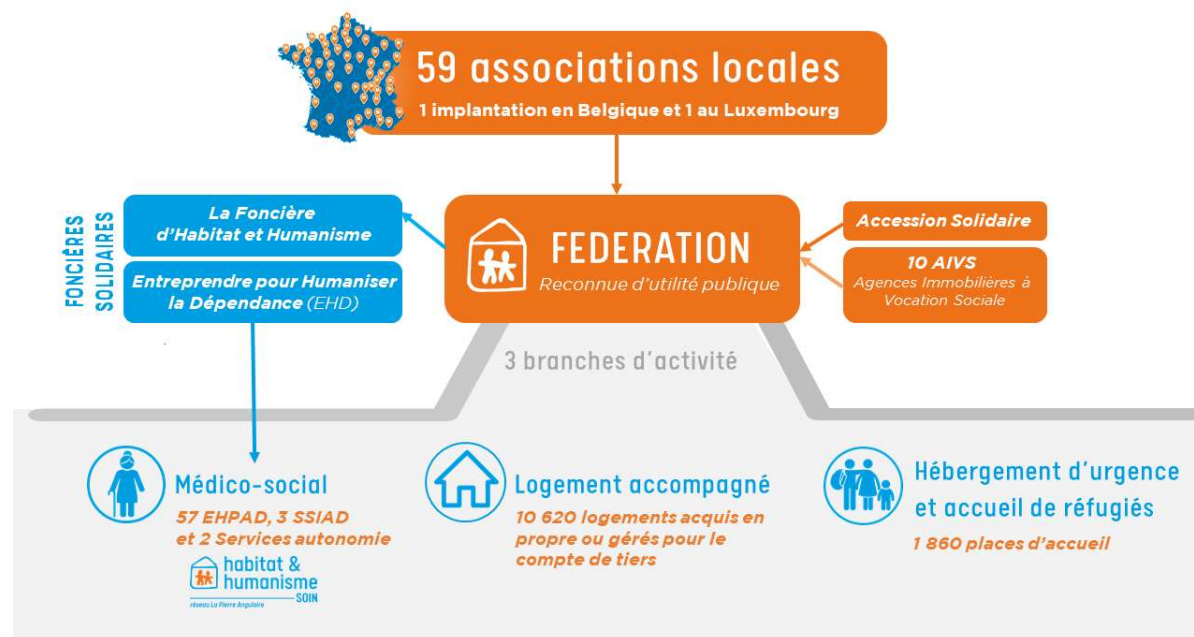 59 associations locales
1 implantation en Belgique et 1 au Luxembourg
FONCIÈRES
SOLIDAIRES
La Foncière
d'Habitat et Humanisme
Entreprendre pour Humaniser
la Dépendance (EHD)
FEDERATION
Reconnue d'utilité publique
Accession Solidaire
10 AIVS
Agences Immobilières à
Vocation Sociale
3 branches d'activité
Médico-social
57 EHPAD, 3 SSIAD
et 2 Services autonomie
habitat &
humanisme
SOIN
réseau La Pierre Angulaire
Logement accompagné
10 620 logements acquis en
propre ou gérés pour le
compte de tiers
Hébergement d'urgence
et accueil de réfugiés
1 860 places d'accueil